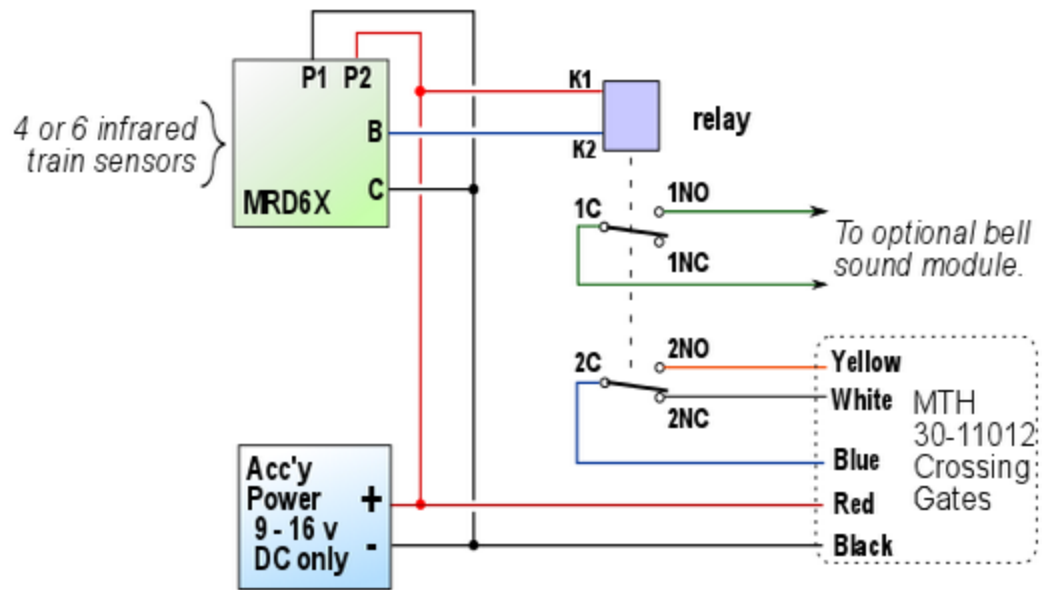 P1 P2
K1
4 or 6 infrared
train sensors
B
relay
K2
C
MRD6X
1NO
1C
To optional bell
sound module.
1NC
2NO
2C
Yellow
White
MTH
2NC
30-11012
Blue
Crossing
Acc'y
Power
+
Red
Gates
9 - 16 v
DC only
-
Black